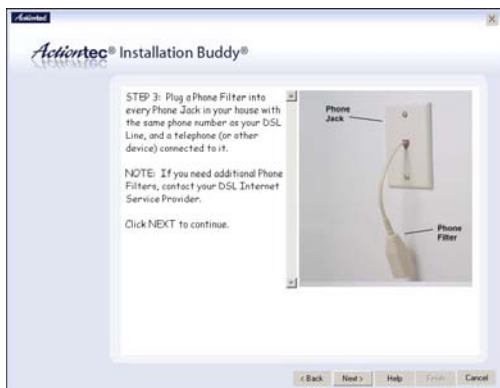 Actiontec
X
Actiontec® Installation Buddy®
STEP 3: Plug a Phone Filter into
every Phone Jack in your house with
the same phone number as your DSL
Line, and a telephone (or other
device) connected to it.
NOTE: If you need additional Phone
Filters, contact your DSL Internet
Service Provider.
Click NEXT to continue.
Phone
Jack
Phone
Filter
< Back
Next >
Help
Finish
Cancel